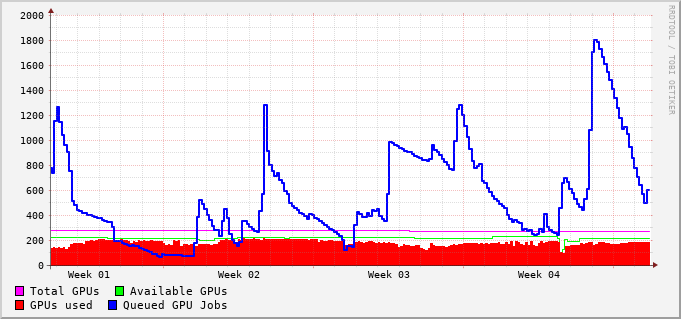 2000
1800
1600
1400
1200
1000
800
600
400
200
0
Week 01 Week 02 Week 03 Week 04
Total GPUs Available GPUs
GPUs used Queued GPU Jobs
RRDTOOL / TOBI OETIKER